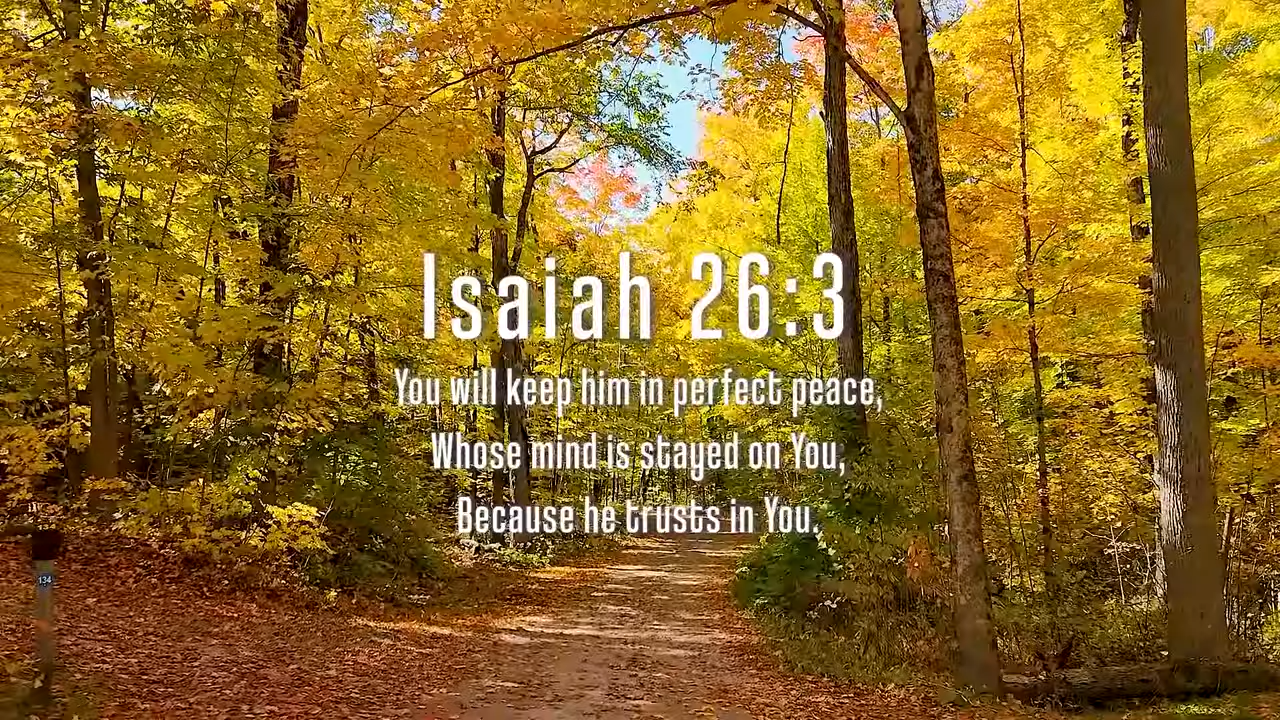 Isaiah 26:3
You will keep him in perfect peace,
Whose mind is stayed on You,
Because he trusts in You.
134